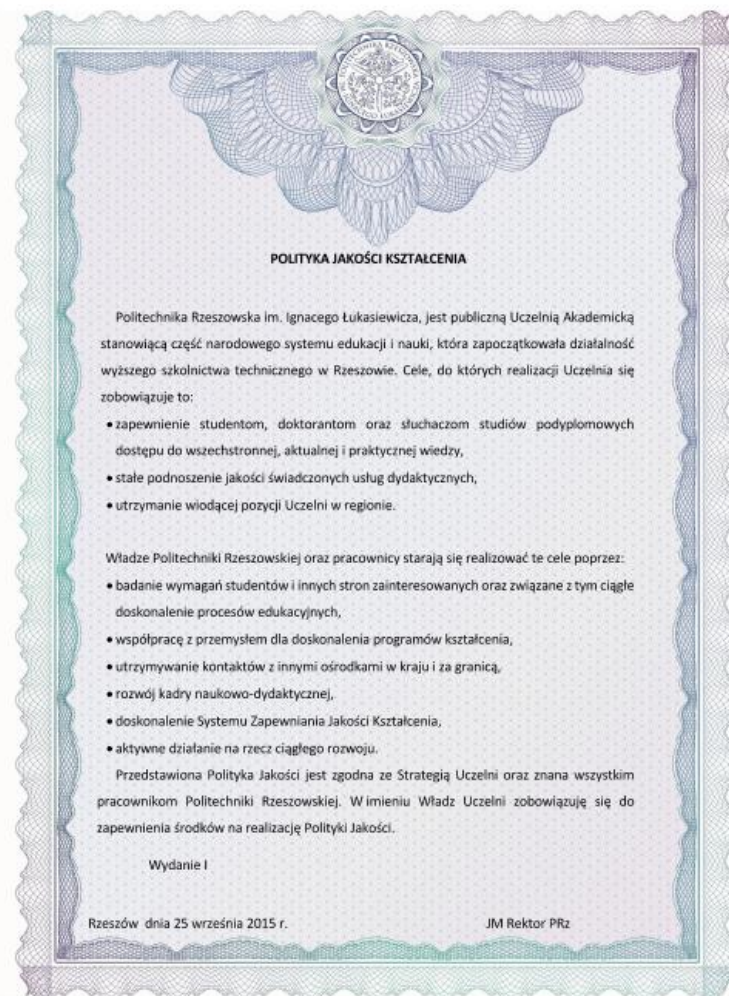 POLITECHNIKA RZESZOWSKA
POLITYKA JAKOŚCI KSZTAŁCENIA
Politechnika Rzeszowska im. Ignacego Łukasiewicza, jest publiczną Uczelnią Akademicką
stanowiącą część narodowego systemu edukacji i nauki, która zapoczątkowała działalność
wyższego szkolnictwa technicznego w Rzeszowie. Cele, do których realizacji Uczelnia się
zobowiązuje to:
• zapewnienie studentom, doktorantom oraz słuchaczom studiów podyplomowych
dostępu do wszechstronnej, aktualnej i praktycznej wiedzy,
• stałe podnoszenie jakości świadczonych usług dydaktycznych,
• utrzymanie wiodącej pozycji Uczelni w regionie.
Władze Politechniki Rzeszowskiej oraz pracownicy starają się realizować te cele poprzez:
• badanie wymagań studentów i innych stron zainteresowanych oraz związane z tym ciągłe
doskonalenie procesów edukacyjnych,
• współpracę z przemysłem dla doskonalenia programów kształcenia,
• utrzymywanie kontaktów z innymi ośrodkami w kraju i za granicą,
• rozwój kadry naukowo-dydaktycznej,
• doskonalenie Systemu Zapewniania Jakości Kształcenia,
• aktywne działanie na rzecz ciągłego rozwoju.
Przedstawiona Polityka Jakości jest zgodna ze Strategią Uczelni oraz znana wszystkim
pracownikom Politechniki Rzeszowskiej. W imieniu Władz Uczelni zobowiązuję się do
zapewnienia środków na realizację Polityki Jakości.
Wydanie I
Rzeszów dnia 25 września 2015 r. JM Rektor PRz